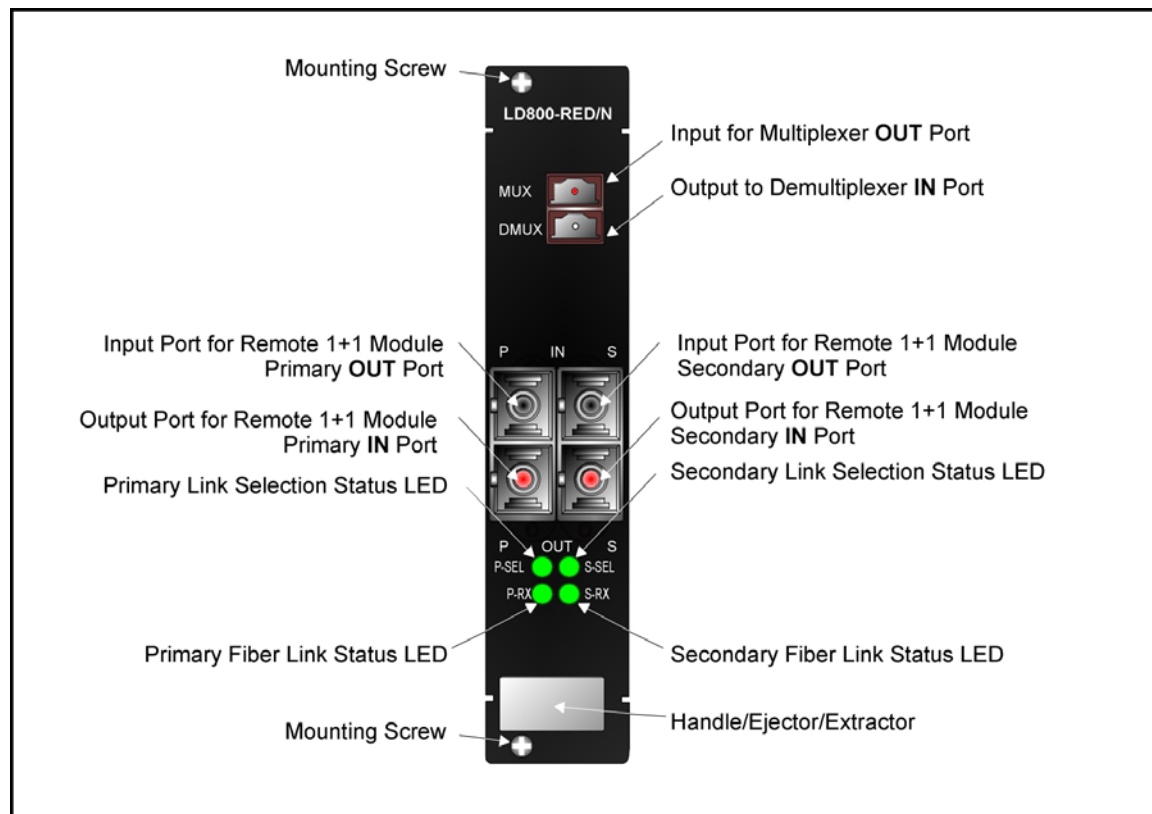 Mounting Screw
LD800-RED/N
Input for Multiplexer OUT Port
MUX
Output to Demultiplexer IN Port
DMUX
Input Port for Remote 1+1 Module
Primary OUT Port
P IN S
Input Port for Remote 1+1 Module
Secondary OUT Port
Output Port for Remote 1+1 Module
Primary IN Port
Output Port for Remote 1+1 Module
Secondary IN Port
Primary Link Selection Status LED
Secondary Link Selection Status LED
P OUT S
P-SEL S-SEL
P-RX S-RX
Primary Fiber Link Status LED
Secondary Fiber Link Status LED
Handle/Ejector/Extractor
Mounting Screw